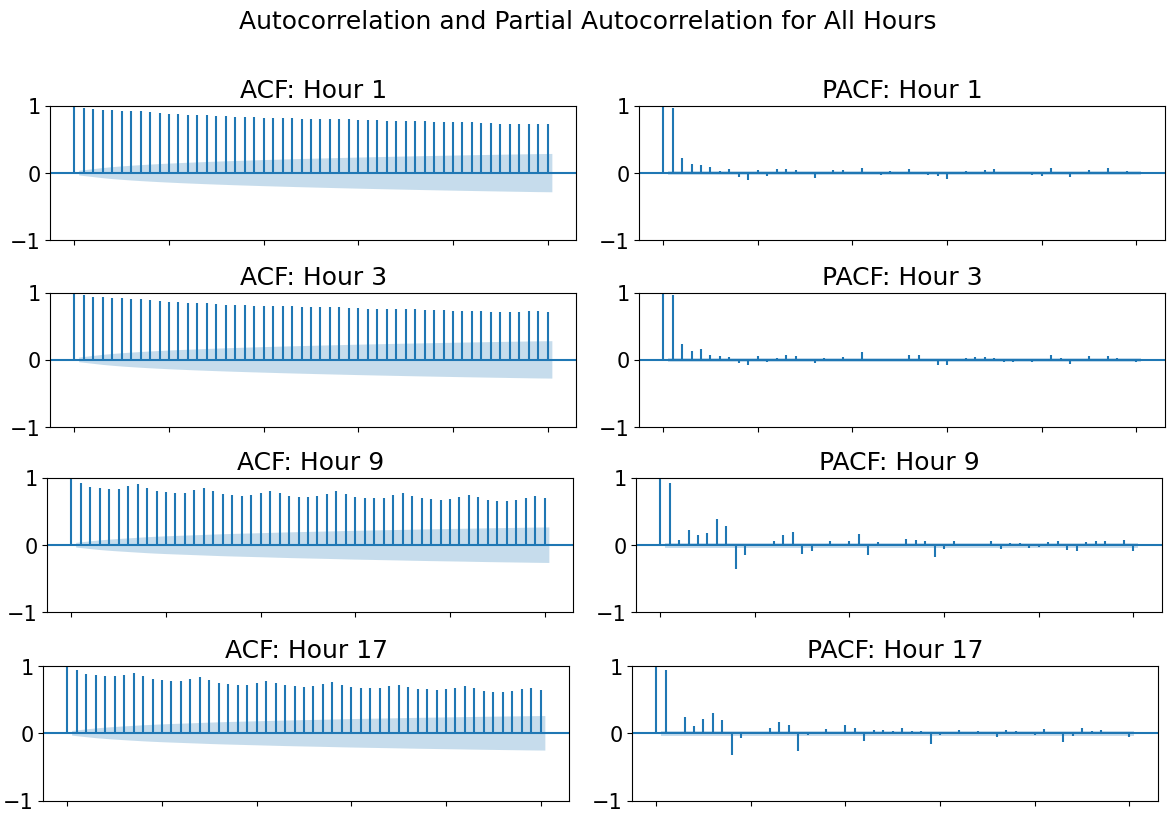 Autocorrelation and Partial Autocorrelation for All Hours
ACF: Hour 1
1
0
−1
PACF: Hour 1
1
0
−1
ACF: Hour 3
1
0
−1
PACF: Hour 3
1
0
−1
ACF: Hour 9
1
0
−1
PACF: Hour 9
1
0
−1
ACF: Hour 17
1
0
−1
PACF: Hour 17
1
0
−1